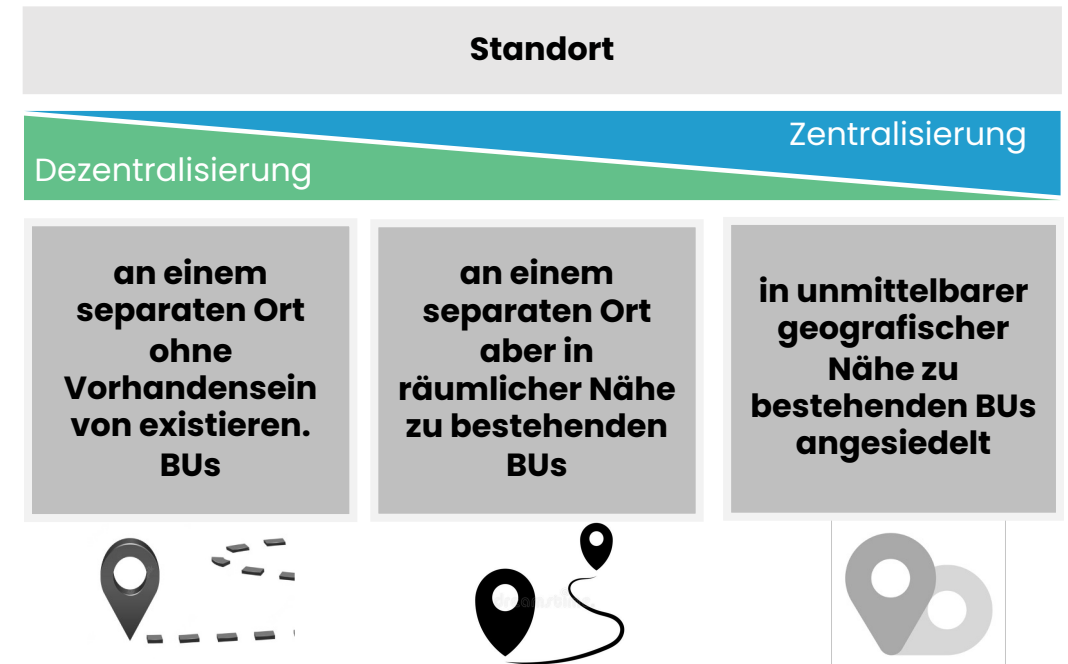 Standort
Zentralisierung
Dezentralisierung
an einem
separaten Ort
ohne
Vorhandensein
von existieren.
BUs
an einem
separaten Ort
aber in
räumlicher Nähe
zu bestehenden
BUs
in unmittelbarer
geografischer
Nähe zu
bestehenden BUs
angesiedelt